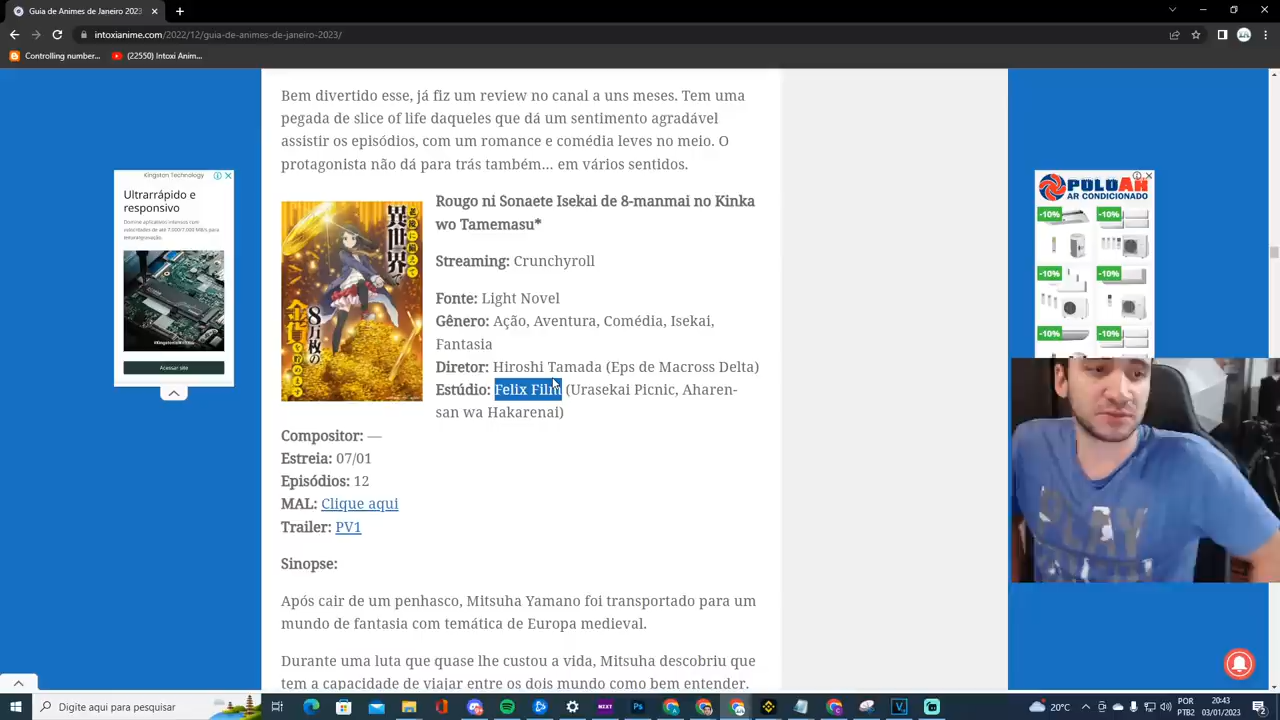 Guia de Animes de Janeiro 2023
intoxianime.com/2022/12/guia-de-animes-de-janeiro-2023/
Controlling number...
(22550) Intoxi Anim...
Bem divertido esse, já fiz um review no canal a uns meses. Tem uma
pegada de slice of life daqueles que dá um sentimento agradável
assistir os episódios, com um romance e comédia leves no meio. O
protagonista não dá para trás também... em vários sentidos.
Kingston Technology
Ultrarrápido e
responsivo
Acessar site
Rougo ni Sonaete Isekai de 8-manmai no Kinka
wo Tamemasu*
Streaming: Crunchyroll
Fonte: Light Novel
Gênero: Ação, Aventura, Comédia, Isekai,
Fantasia
Diretor: Hiroshi Tamada (Eps de Macross Delta)
Estúdio: Felix Film (Urasekai Picnic, Aharen-
san wa Hakarenai)
Compositor: —
Estreia: 07/01
Episódios: 12
MAL: Clique aqui
Trailer: PV1
Sinopse:
Após cair de um penhasco, Mitsuha Yamano foi transportado para um
mundo de fantasia com temática de Europa medieval.
Durante uma luta que quase lhe custou a vida, Mitsuha descobriu que
tem a capacidade de viajar entre os dois mundo como bem entender.
POLOAR
AR CONDICIONADO
-10%
-10%
-10%
-10%
-10%
-10%
PLAY
Digite aqui para pesquisar
20°C
POR
20:43
03/01/2023